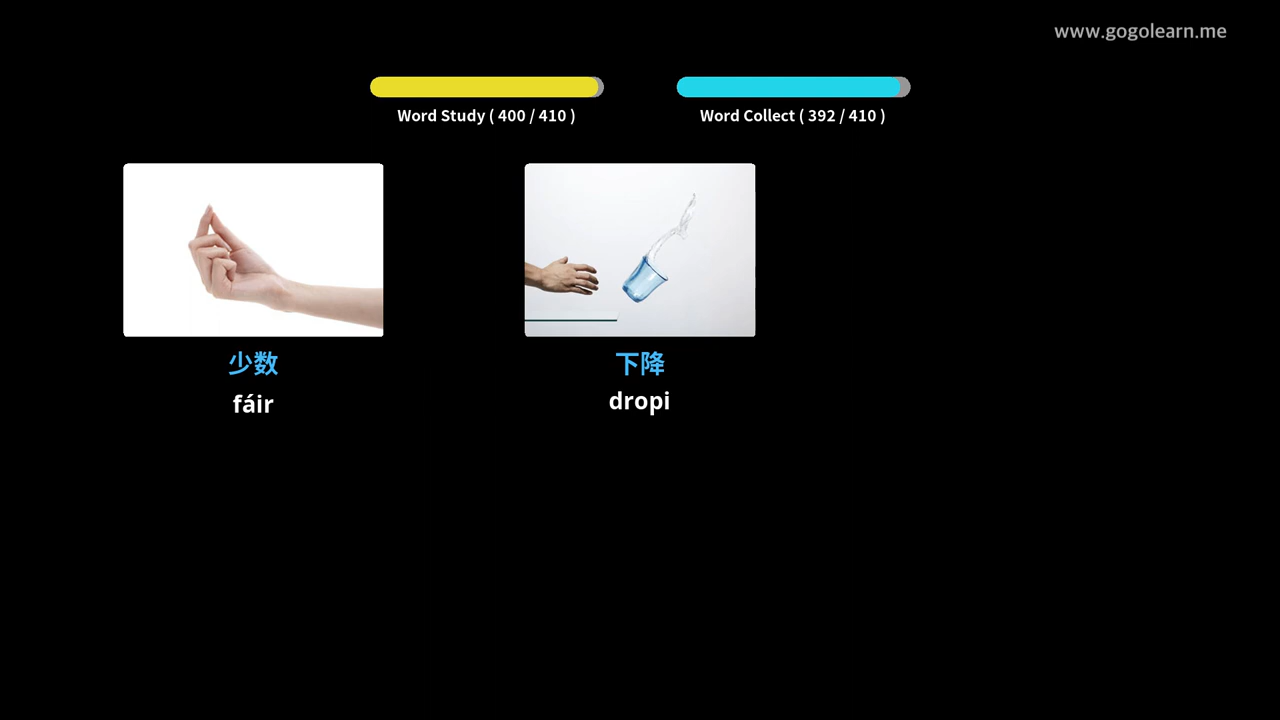 www.gogolearn.me
Word Study ( 400 / 410 )
Word Collect ( 392 / 410 )
少数
fáir
下降
dropi